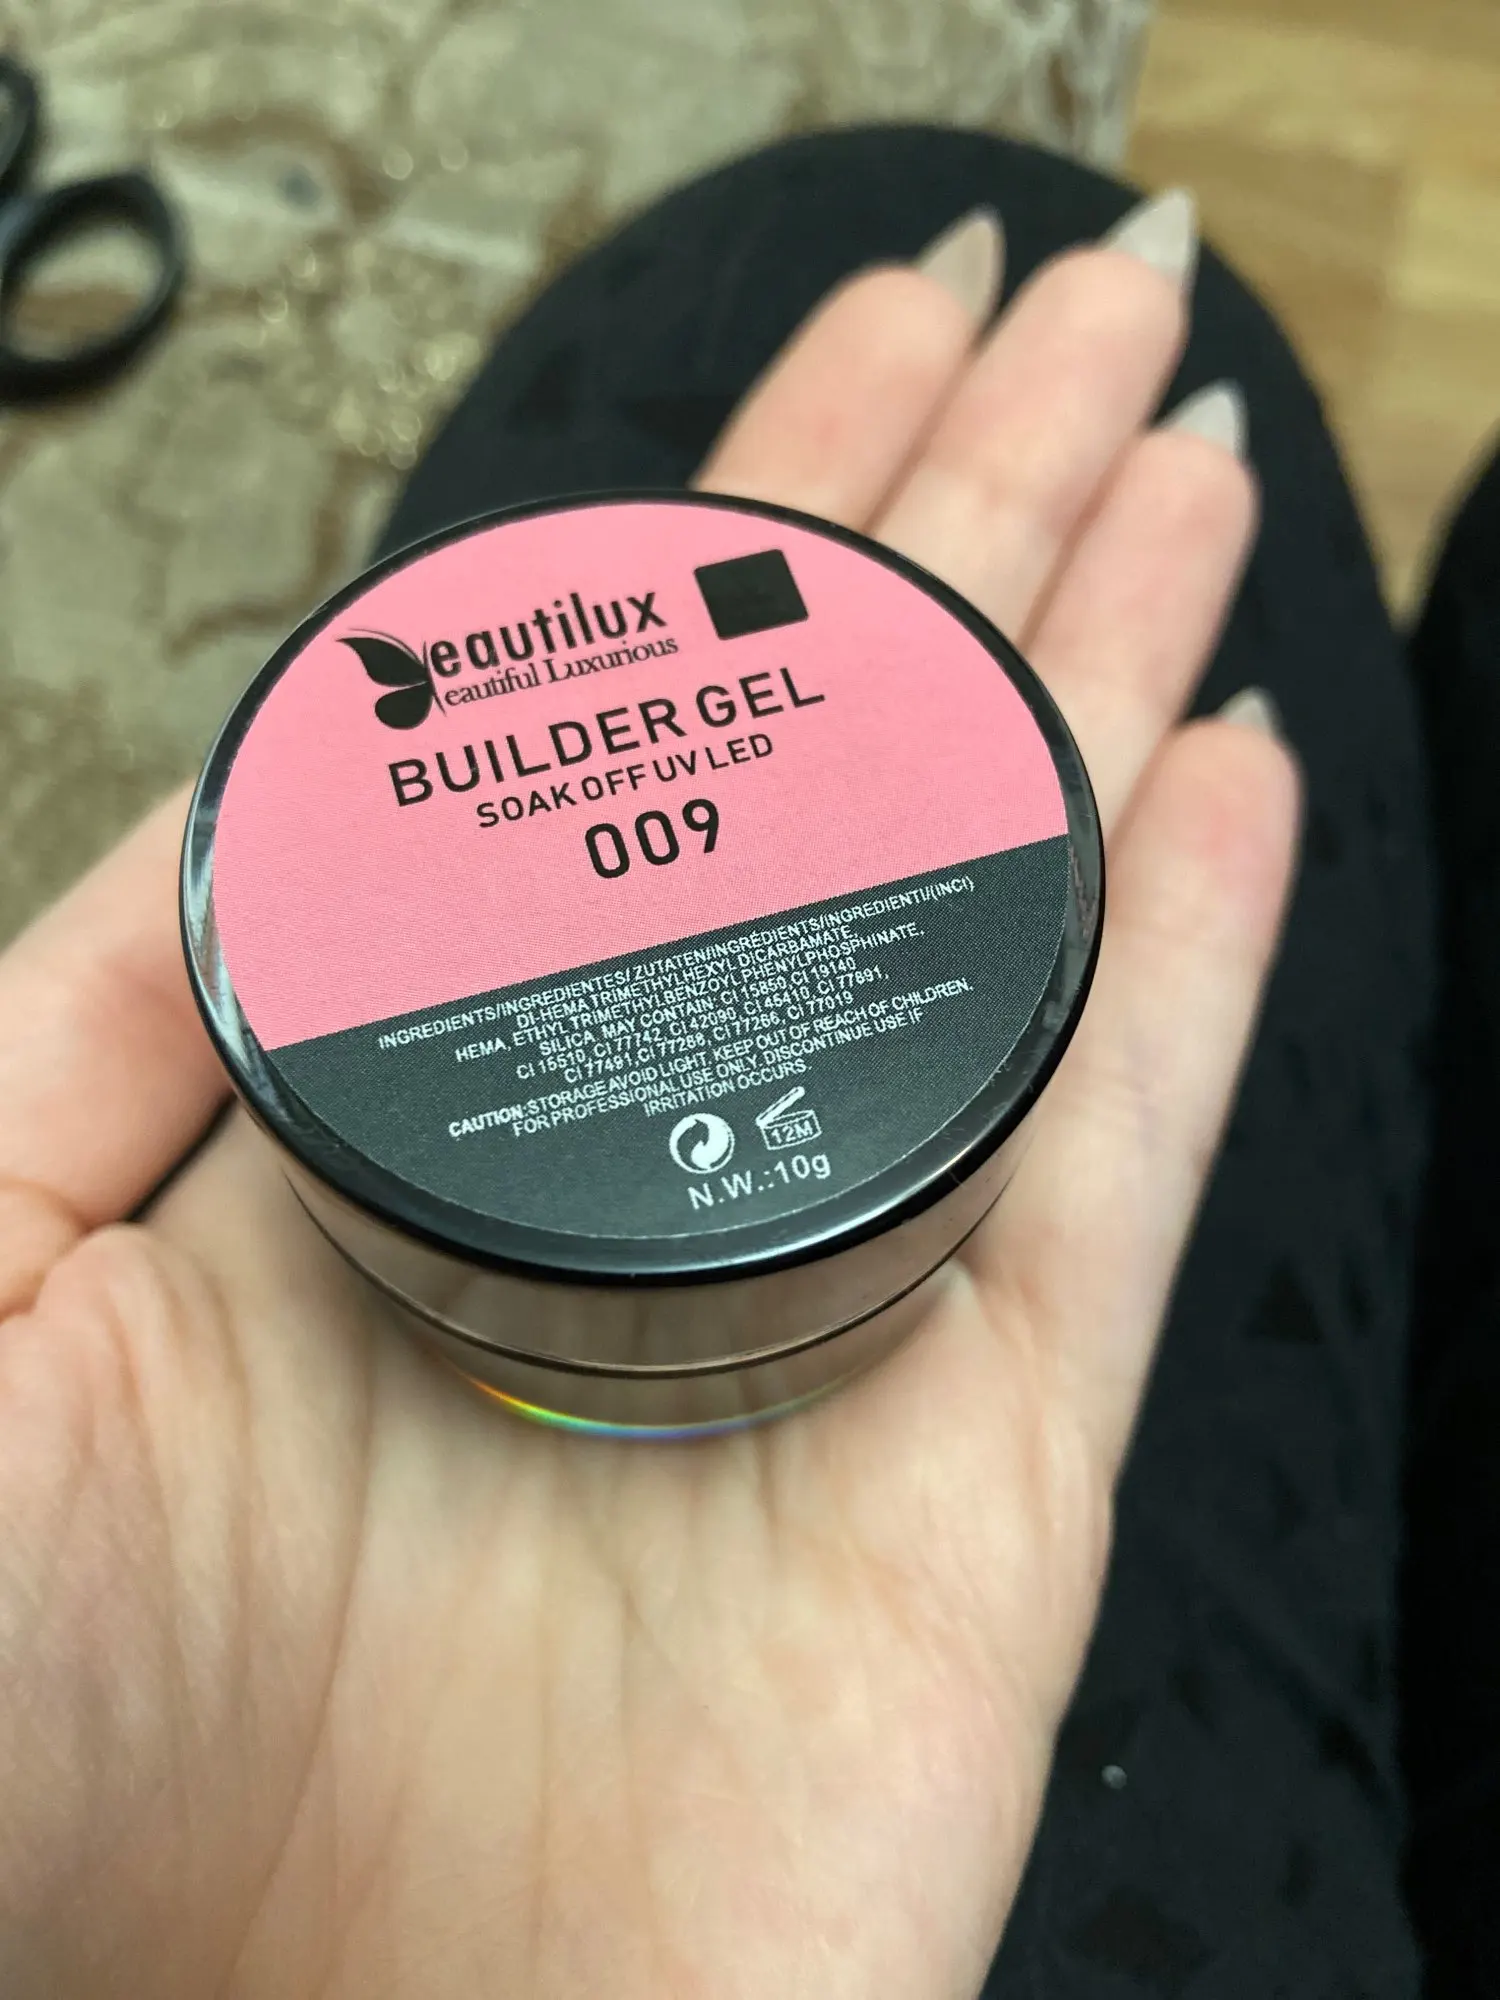 Beautilux
Beautiful Luxurious
BUILDER GEL
SOAK OFF UV LED
009
INGREDIENTS/INGREDIENTES/ZUTATEN/INGRÉDIENTS/INGREDIENTI/(INCI)
DI-HEMA TRIMETHYLHEXYL DICARBAMATE,
HEMA, ETHYL TRIMETHYLBENZOYL PHENYLPHOSPHINATE,
SILICA, MAY CONTAIN: CI 15850, CI 19140
CI 15510, CI 77742, CI 42090, CI 45410, CI 77891,
CI 77491, CI 77288, CI 77266, CI 77019
CAUTION:STORAGE AVOID LIGHT. KEEP OUT OF REACH OF CHILDREN.
FOR PROFESSIONAL USE ONLY. DISCONTINUE USE IF
IRRITATION OCCURS.
12M
N.W.:10g